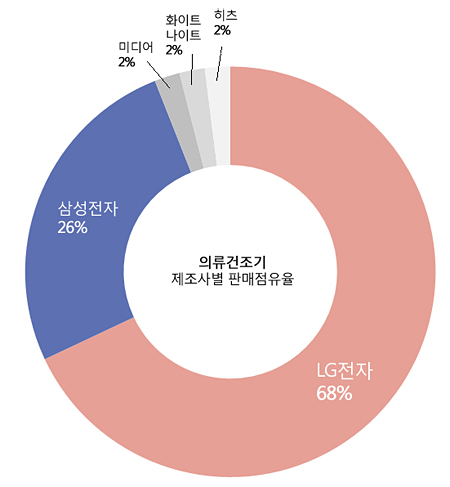 히츠
2%
화이트
나이트
2%
미디어
2%
삼성전자
26%
의류건조기
제조사별 판매점유율
LG전자
68%